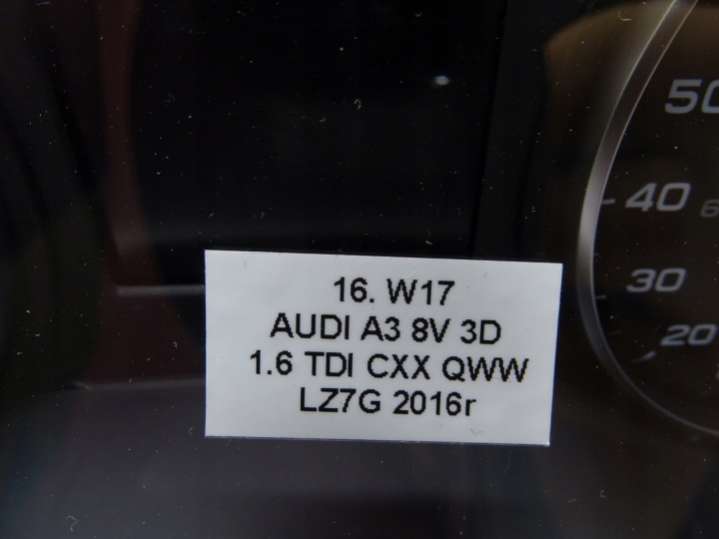 16. W17
AUDI A3 8V 3D
1.6 TDI CXX QWW
LZ7G 2016r
50
40
30
20